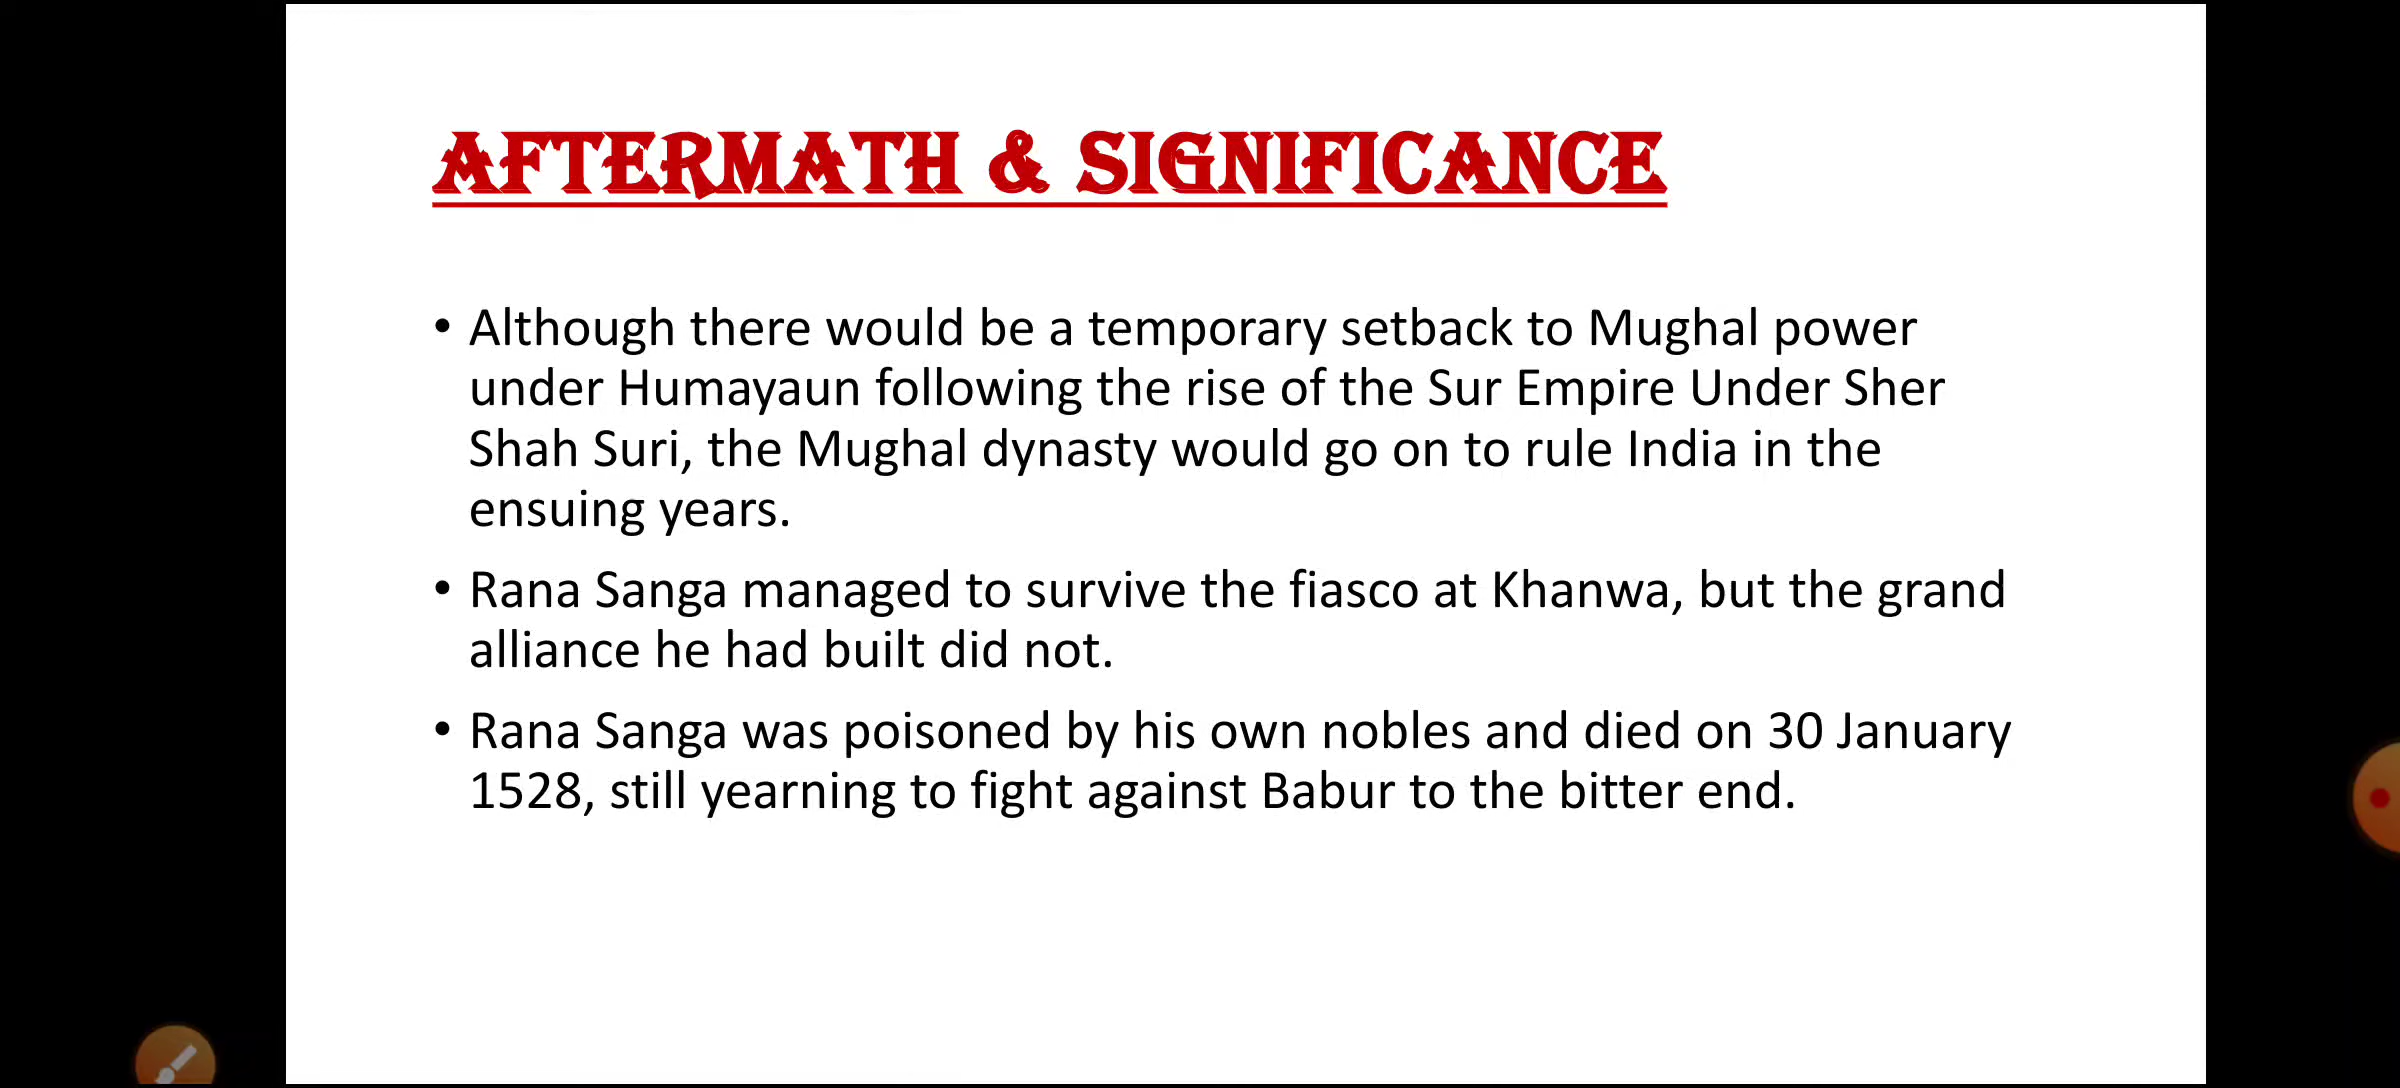 AFTERMATH & SIGNIFICANCE
• Although there would be a temporary setback to Mughal power
under Humayaun following the rise of the Sur Empire Under Sher
Shah Suri, the Mughal dynasty would go on to rule India in the
ensuing years.
• Rana Sanga managed to survive the fiasco at Khanwa, but the grand
alliance he had built did not.
• Rana Sanga was poisoned by his own nobles and died on 30 January
1528, still yearning to fight against Babur to the bitter end.